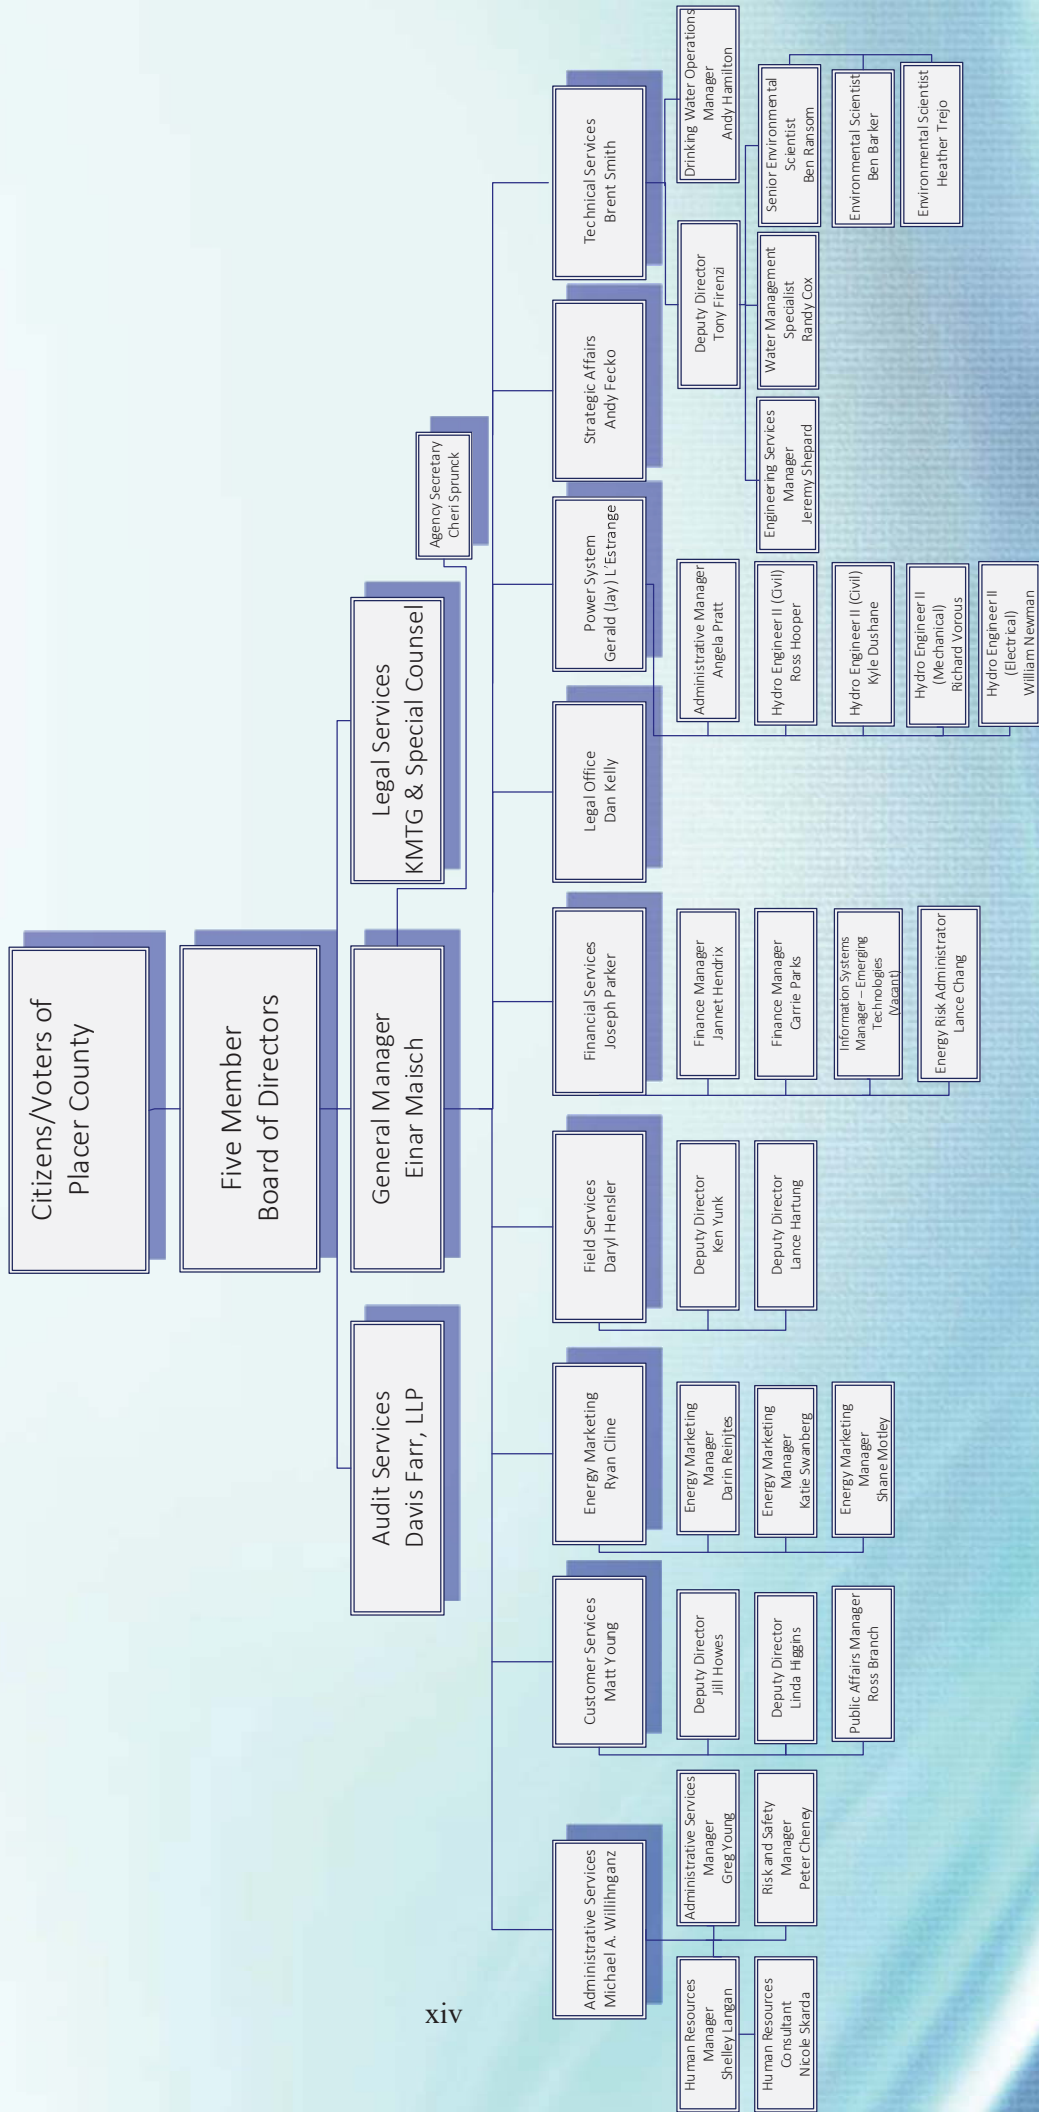 Citizens/Voters of
Placer County
Five Member
Board of Directors
Audit Services
Davis Farr, LLP
General Manager
Einar Maisch
Legal Services
KMTG & Special Counsel
Agency Secretary
Cheri Sprunck
Administrative Services
Michael A. Willihnganz
Human Resources
Manager
Shelley Langan
Human Resources
Consultant
Nicole Skarda
Administrative Services
Manager
Greg Young
Risk and Safety
Manager
Peter Cheney
Customer Services
Matt Young
Deputy Director
Jill Howes
Deputy Director
Linda Higgins
Public Affairs Manager
Ross Branch
Energy Marketing
Ryan Cline
Energy Marketing
Manager
Darin Reinjtes
Energy Marketing
Manager
Katie Swanberg
Energy Marketing
Manager
Shane Motley
Field Services
Daryl Hensler
Deputy Director
Ken Yunk
Deputy Director
Lance Hartung
Financial Services
Joseph Parker
Finance Manager
Jannet Hendrix
Finance Manager
Carrie Parks
Information Systems
Manager – Emerging
Technologies
(Vacant)
Energy Risk Administrator
Lance Chang
Legal Office
Dan Kelly
Power System
Gerald (Jay) L'Estrange
Administrative Manager
Angela Pratt
Hydro Engineer II (Civil)
Ross Hooper
Hydro Engineer II (Civil)
Kyle Dushane
Hydro Engineer II
(Mechanical)
Richard Vorous
Hydro Engineer II
(Electrical)
William Newman
Strategic Affairs
Andy Fecko
Technical Services
Brent Smith
Deputy Director
Tony Firenzi
Drinking Water Operations
Manager
Andy Hamilton
Engineering Services
Manager
Jeremy Shepard
Water Management
Specialist
Randy Cox
Senior Environmental
Scientist
Ben Ransom
Environmental Scientist
Ben Barker
Environmental Scientist
Heather Trejo
xiv